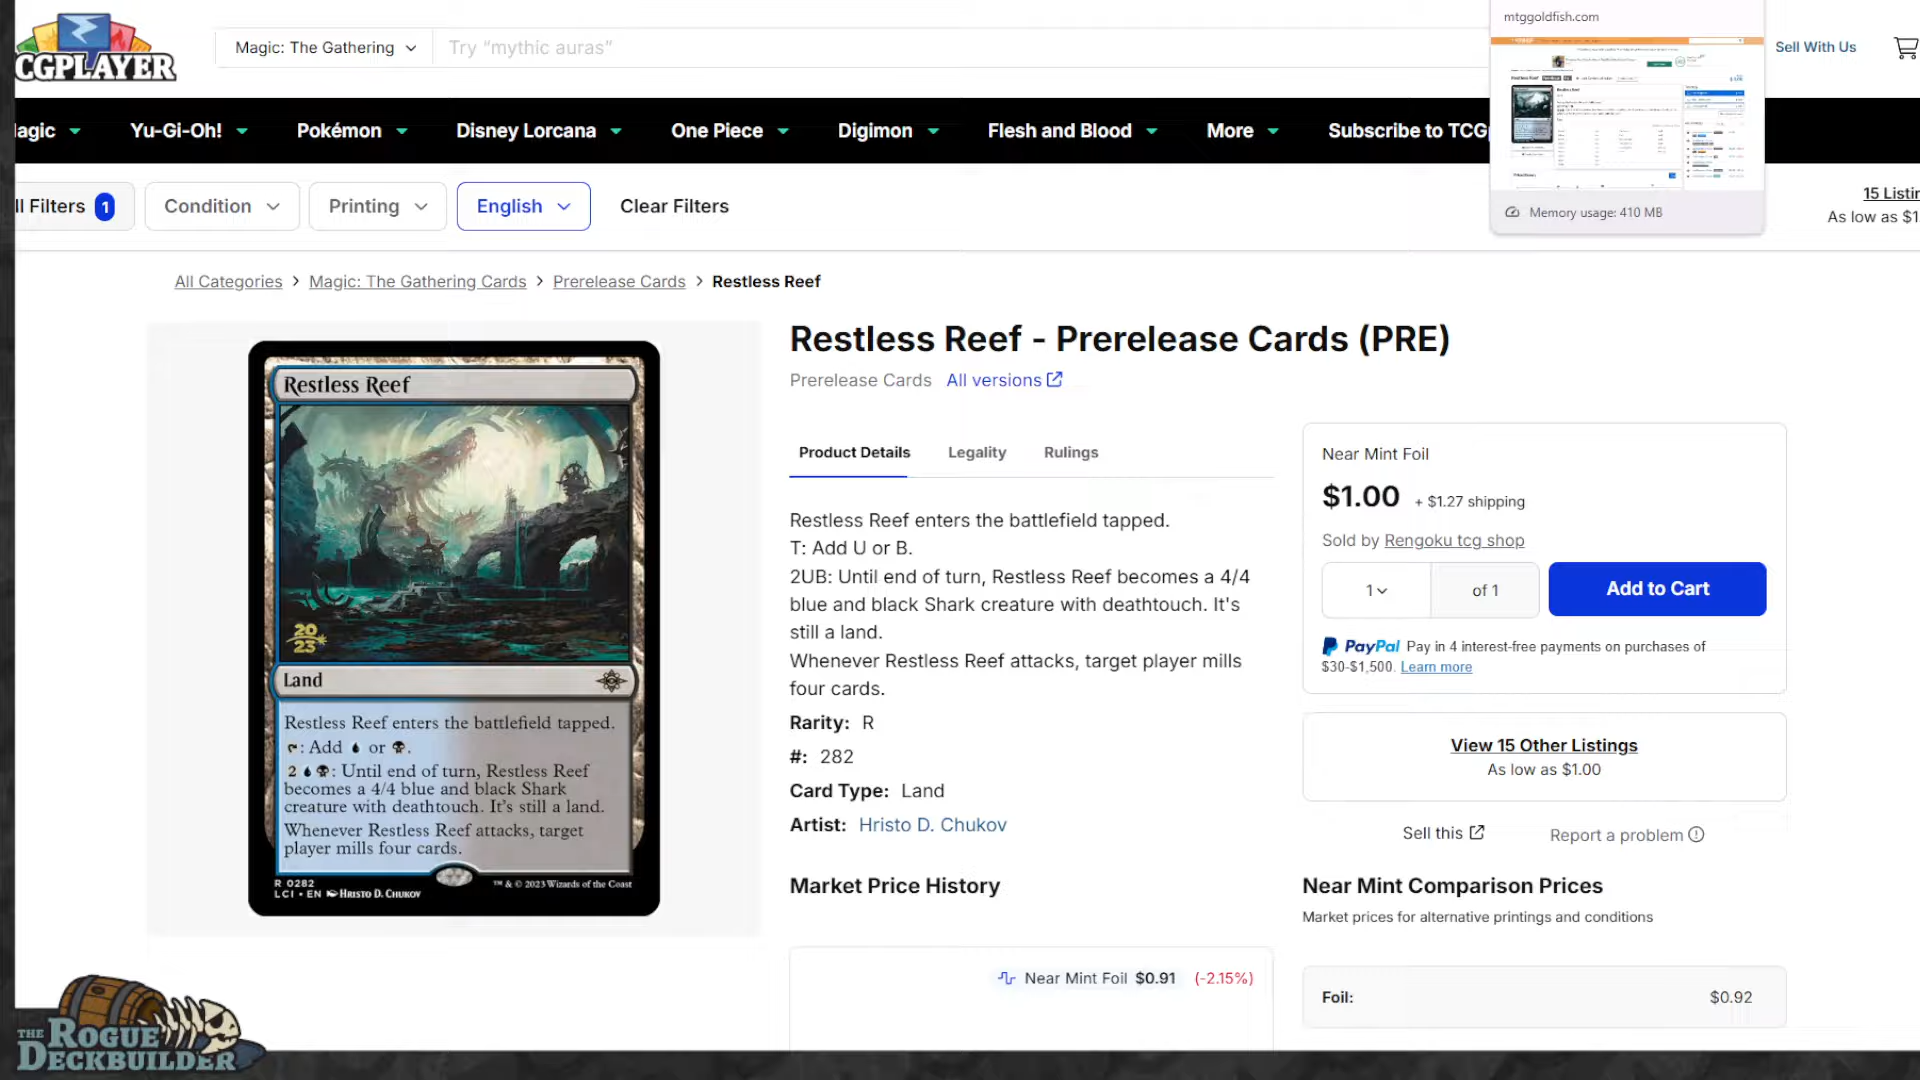 mtggoldfish.com
CGPLAYER
Magic: The Gathering
Try “mythic auras”
Sell With Us
agic
Yu-Gi-Oh!
Pokémon
Disney Lorcana
One Piece
Digimon
Flesh and Blood
More
Subscribe to TCG
Restless Reef
Restless Reef
Memory usage: 410 MB
ll Filters 1
Condition
Printing
English
Clear Filters
15 Listin
As low as $1
All Categories > Magic: The Gathering Cards > Prerelease Cards > Restless Reef
Restless Reef - Prerelease Cards (PRE)
Prerelease Cards All versions
Product Details
Legality
Rulings
Restless Reef enters the battlefield tapped.
T: Add U or B.
2UB: Until end of turn, Restless Reef becomes a 4/4
blue and black Shark creature with deathtouch. It's
still a land.
Whenever Restless Reef attacks, target player mills
four cards.
Rarity: R
#: 282
Card Type: Land
Artist: Hristo D. Chukov
Market Price History
Near Mint Foil $0.91 (-2.15%)
Restless Reef
20
23
Land
Restless Reef enters the battlefield tapped.
: Add or .
2 : Until end of turn, Restless Reef
becomes a 4/4 blue and black Shark
creature with deathtouch. It's still a land.
Whenever Restless Reef attacks, target
player mills four cards.
R 0282
LCI • EN Hristo D. Chukov
™ & © 2023 Wizards of the Coast
Near Mint Foil
$1.00 + $1.27 shipping
Sold by Rengoku tcg shop
1
of 1
Add to Cart
PayPal Pay in 4 interest-free payments on purchases of
$30-$1,500. Learn more
View 15 Other Listings
As low as $1.00
Sell this
Report a problem
Near Mint Comparison Prices
Market prices for alternative printings and conditions
Foil:
$0.92
THE
ROGUE
DECKBUILDER